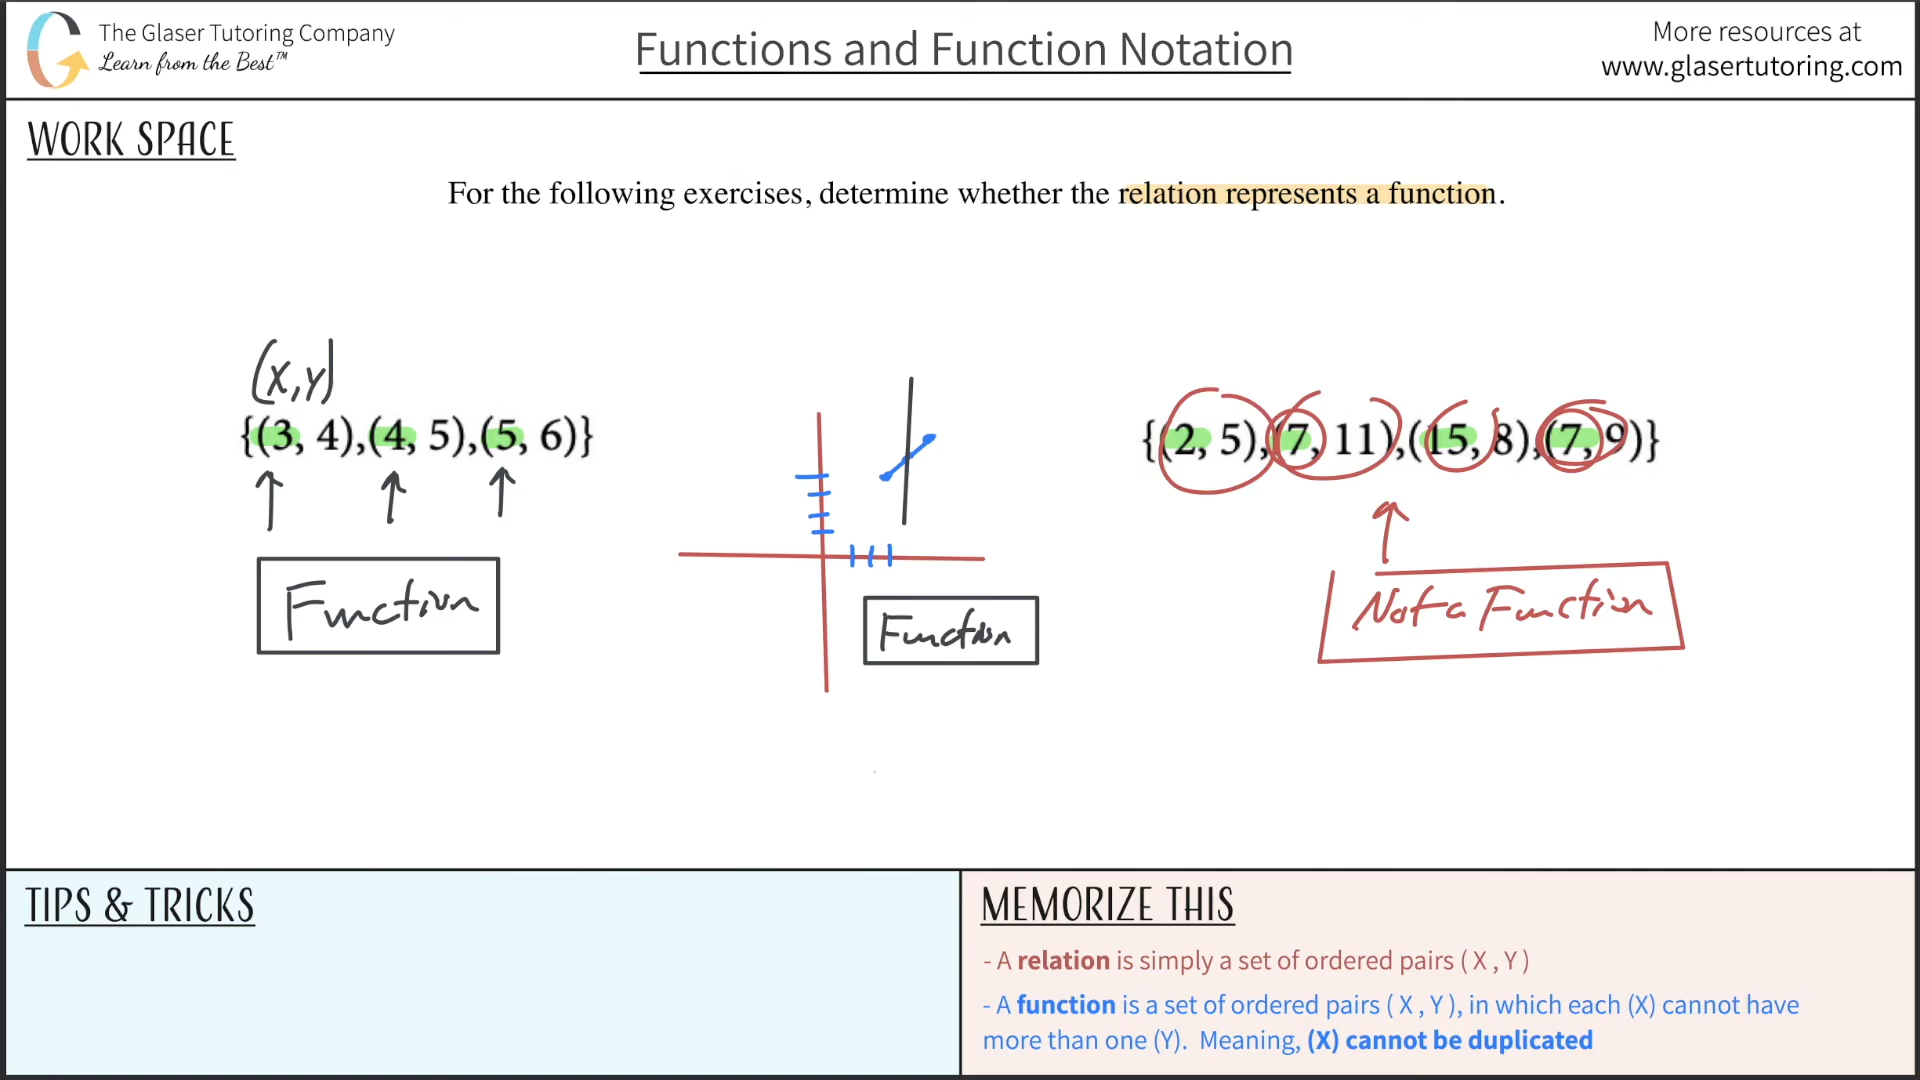 The Glaser Tutoring Company
Learn from the Best™
Functions and Function Notation
More resources at
www.glasertutoring.com
WORK SPACE
For the following exercises, determine whether the relation represents a function.
(X,Y)
{(3, 4),(4, 5),(5, 6)}
{(2, 5),(7, 11),(15, 8),(7, 9)}
Function
Function
Not a Function
TIPS & TRICKS
MEMORIZE THIS
- A relation is simply a set of ordered pairs ( X , Y )
- A function is a set of ordered pairs ( X , Y ), in which each (X) cannot have
more than one (Y). Meaning, (X) cannot be duplicated